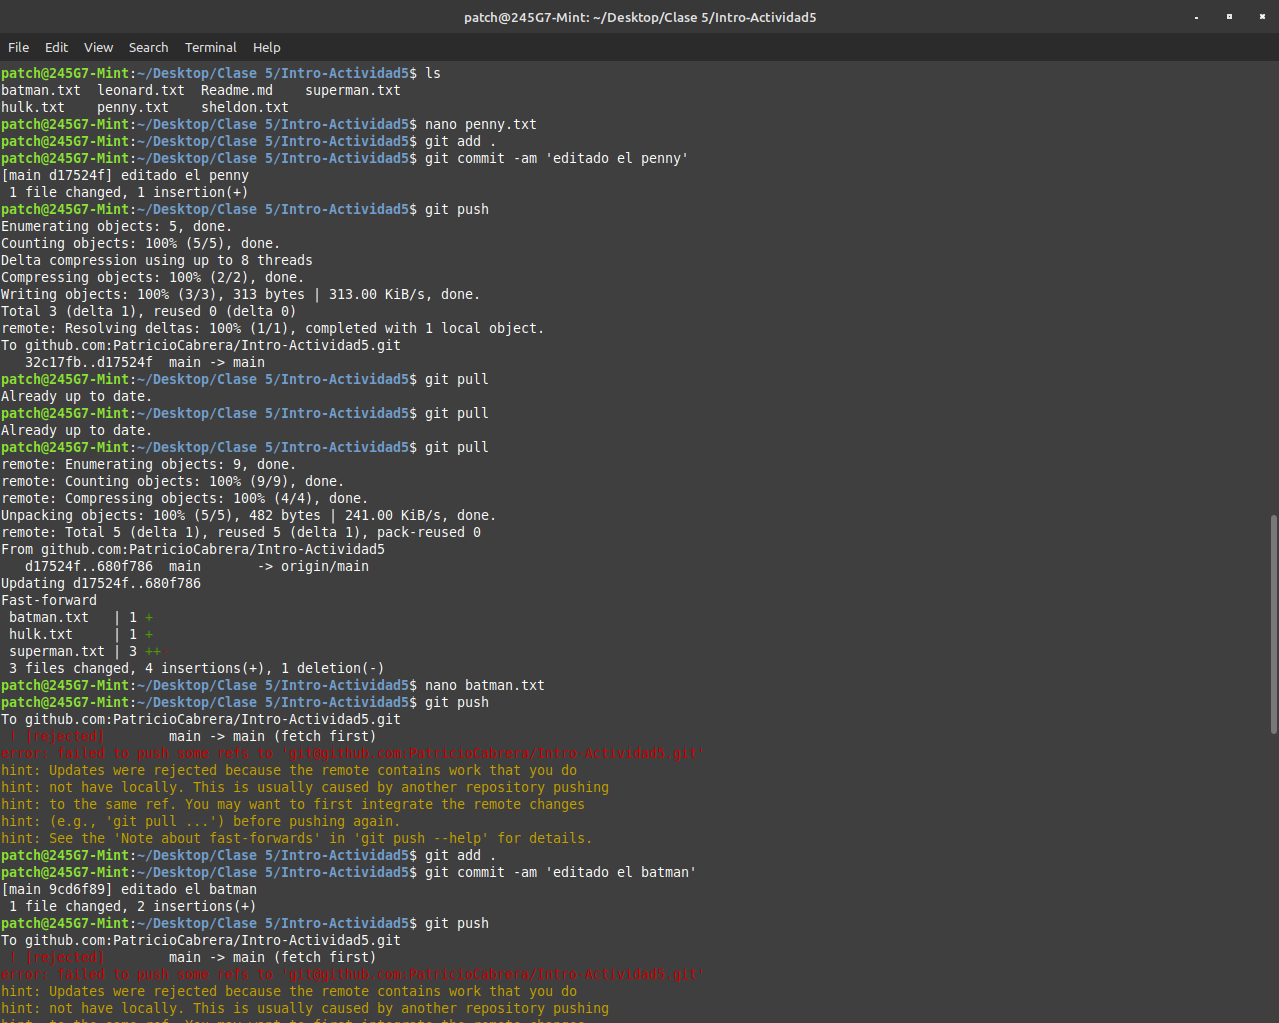 patch@245G7-Mint: ~/Desktop/Clase 5/Intro-Actividad5
File Edit View Search Terminal Help
patch@245G7-Mint:~/Desktop/Clase 5/Intro-Actividad5$ ls
batman.txt  leonard.txt  Readme.md    superman.txt
hulk.txt    penny.txt    sheldon.txt
patch@245G7-Mint:~/Desktop/Clase 5/Intro-Actividad5$ nano penny.txt
patch@245G7-Mint:~/Desktop/Clase 5/Intro-Actividad5$ git add .
patch@245G7-Mint:~/Desktop/Clase 5/Intro-Actividad5$ git commit -am 'editado el penny'
[main d17524f] editado el penny
 1 file changed, 1 insertion(+)
patch@245G7-Mint:~/Desktop/Clase 5/Intro-Actividad5$ git push
Enumerating objects: 5, done.
Counting objects: 100% (5/5), done.
Delta compression using up to 8 threads
Compressing objects: 100% (2/2), done.
Writing objects: 100% (3/3), 313 bytes | 313.00 KiB/s, done.
Total 3 (delta 1), reused 0 (delta 0)
remote: Resolving deltas: 100% (1/1), completed with 1 local object.
To github.com:PatricioCabrera/Intro-Actividad5.git
   32c17fb..d17524f  main -> main
patch@245G7-Mint:~/Desktop/Clase 5/Intro-Actividad5$ git pull
Already up to date.
patch@245G7-Mint:~/Desktop/Clase 5/Intro-Actividad5$ git pull
Already up to date.
patch@245G7-Mint:~/Desktop/Clase 5/Intro-Actividad5$ git pull
remote: Enumerating objects: 9, done.
remote: Counting objects: 100% (9/9), done.
remote: Compressing objects: 100% (4/4), done.
Unpacking objects: 100% (5/5), 482 bytes | 241.00 KiB/s, done.
remote: Total 5 (delta 1), reused 5 (delta 1), pack-reused 0
From github.com:PatricioCabrera/Intro-Actividad5
   d17524f..680f786  main       -> origin/main
Updating d17524f..680f786
Fast-forward
 batman.txt   | 1 +
 hulk.txt     | 1 +
 superman.txt | 3 ++
 3 files changed, 4 insertions(+), 1 deletion(-)
patch@245G7-Mint:~/Desktop/Clase 5/Intro-Actividad5$ nano batman.txt
patch@245G7-Mint:~/Desktop/Clase 5/Intro-Actividad5$ git push
To github.com:PatricioCabrera/Intro-Actividad5.git
 ! [rejected]        main -> main (fetch first)
error: failed to push some refs to 'git@github.com:PatricioCabrera/Intro-Actividad5.git'
hint: Updates were rejected because the remote contains work that you do
hint: not have locally. This is usually caused by another repository pushing
hint: to the same ref. You may want to first integrate the remote changes
hint: (e.g., 'git pull ...') before pushing again.
hint: See the 'Note about fast-forwards' in 'git push --help' for details.
patch@245G7-Mint:~/Desktop/Clase 5/Intro-Actividad5$ git add .
patch@245G7-Mint:~/Desktop/Clase 5/Intro-Actividad5$ git commit -am 'editado el batman'
[main 9cd6f89] editado el batman
 1 file changed, 2 insertions(+)
patch@245G7-Mint:~/Desktop/Clase 5/Intro-Actividad5$ git push
To github.com:PatricioCabrera/Intro-Actividad5.git
 ! [rejected]        main -> main (fetch first)
error: failed to push some refs to 'git@github.com:PatricioCabrera/Intro-Actividad5.git'
hint: Updates were rejected because the remote contains work that you do
hint: not have locally. This is usually caused by another repository pushing
hint: to the same ref. You may want to first integrate the remote changes